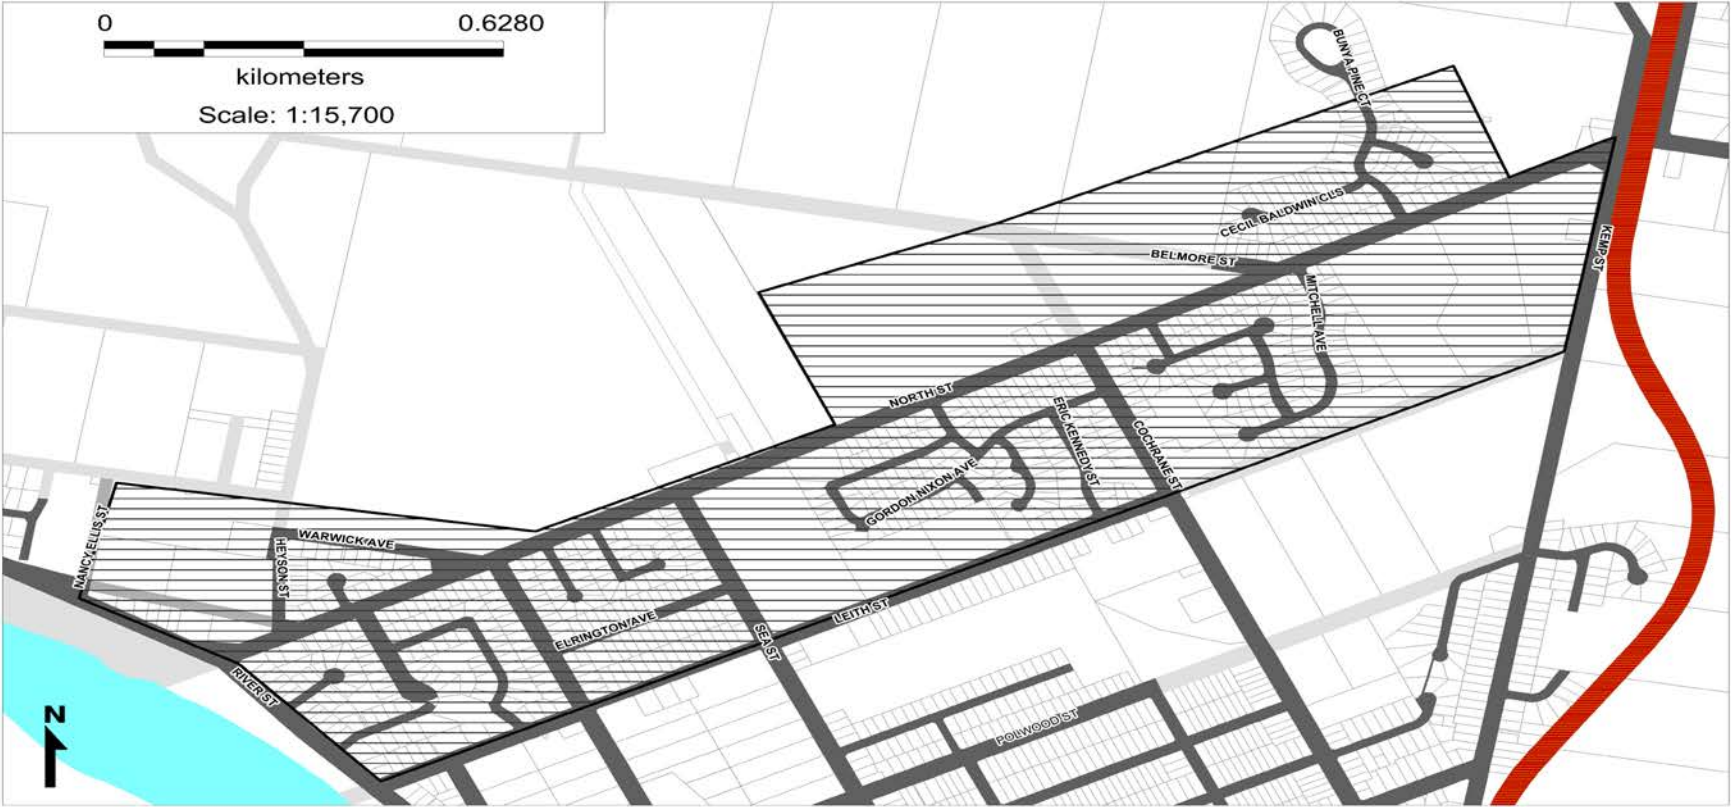 0 0.6280
kilometers
Scale: 1:15,700
BUNYA PINE CT
CECIL BALDWIN CLS
BELMORE ST
KEMP ST
MITCHELL AVE
NORTH ST
ERIC KENNEDY ST
COCHRANE ST
GORDON NIXON AVE
NANCY ELLIS ST
WARWICK AVE
HEYSON ST
ELRINGTON AVE
LEITH ST
SEA ST
RIVER ST
POLWOOD ST
N